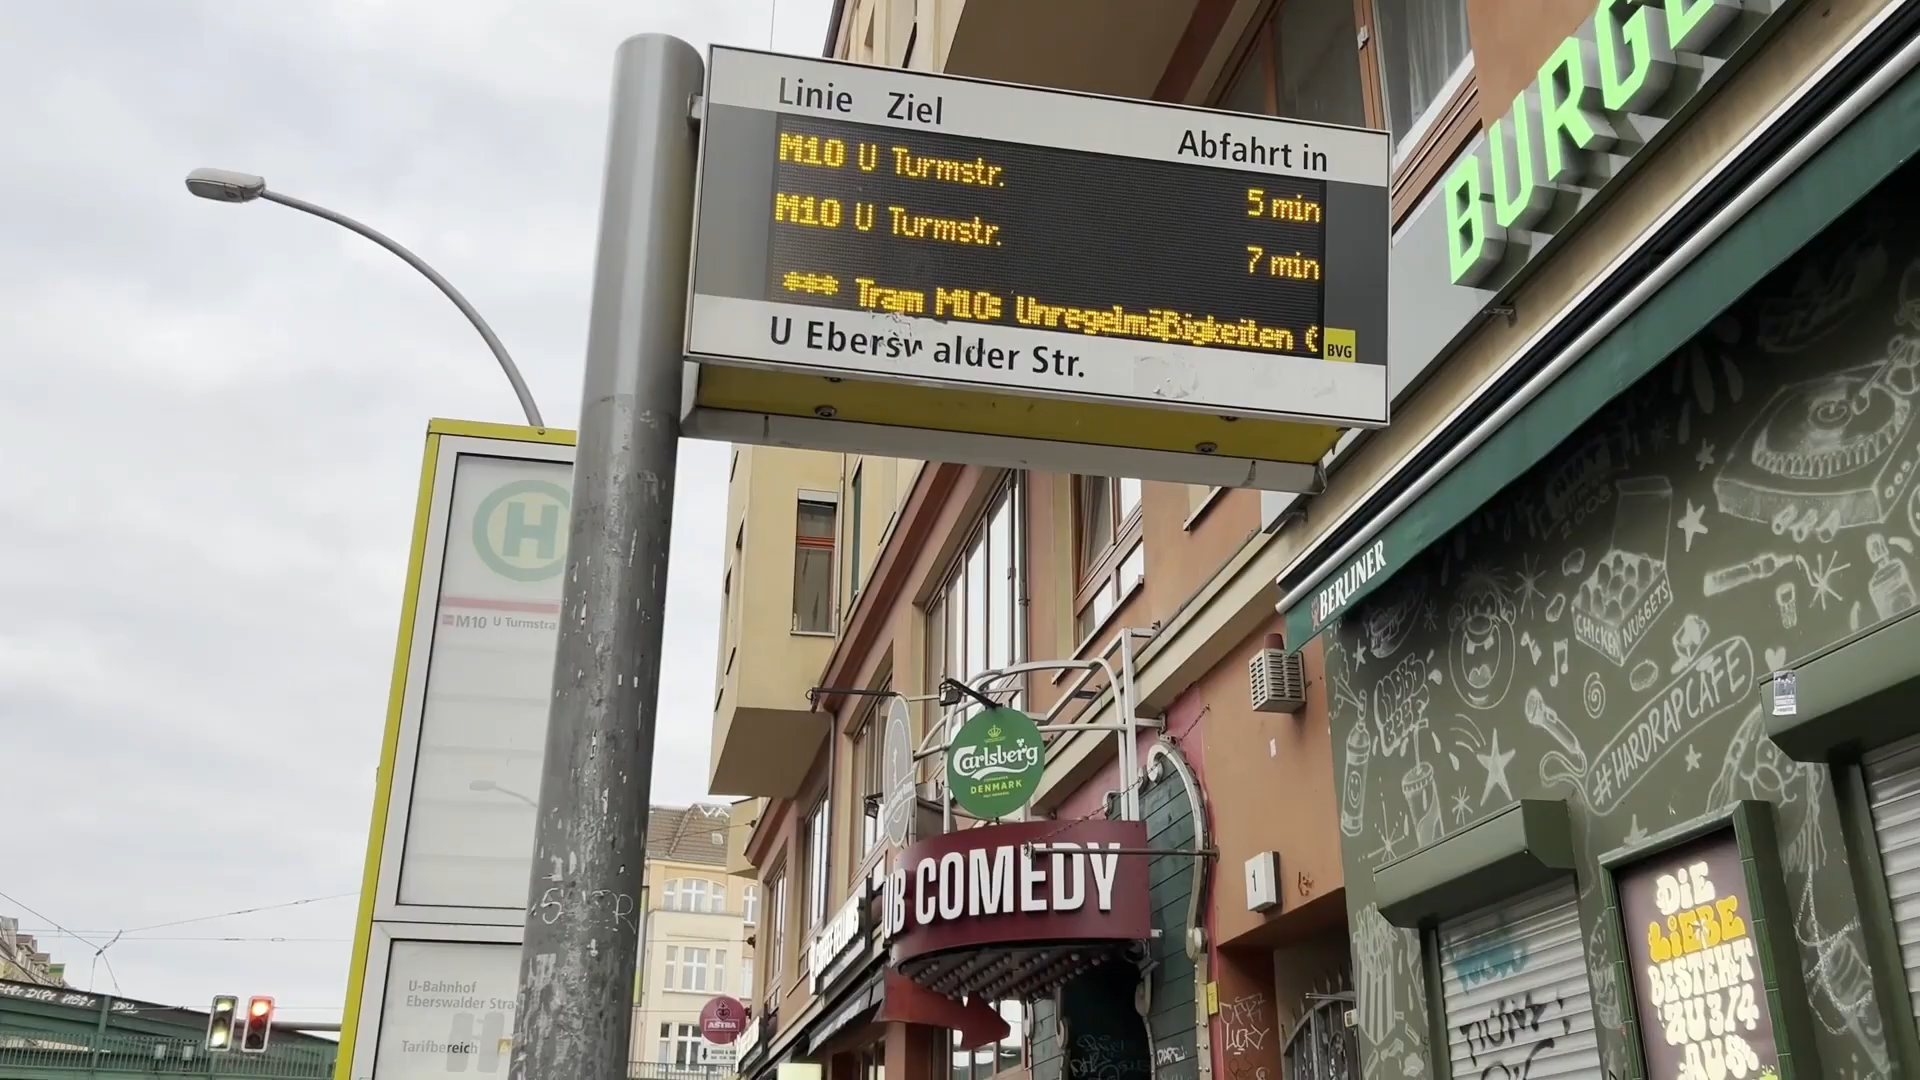 Linie Ziel Abfahrt in
M10 U Turmstr. 5 min
M10 U Turmstr. 7 min
*** Tram M10: Unregelmäßigkeiten (
BVG
U Eberswalder Str.
BURGE
H
M10 U Turmstra
BERLINER
CHICKEN NUGGETS
#HARDRAPCAFE
Carlsberg
DENMARK
UB COMEDY
1
DIE
LIEBE
BESTEHT
ZU 3/4
AUS
U-Bahnhof
Eberswalder Stra
Tarifbereich
ASTRA